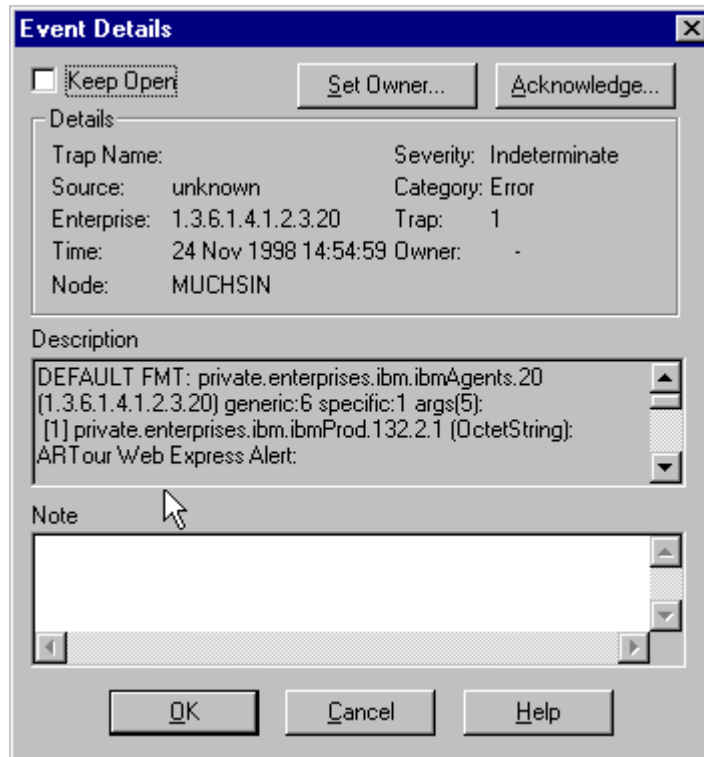 Event Details
Keep Open
Set Owner...
Acknowledge...
Details
Trap Name:
Severity: Indeterminate
Source: unknown
Category: Error
Enterprise: 1.3.6.1.4.1.2.3.20
Trap: 1
Time: 24 Nov 1998 14:54:59
Owner: -
Node: MUCHSIN
Description
DEFAULT FMT: private.enterprises.ibm.ibmAgents.20
(1.3.6.1.4.1.2.3.20) generic:6 specific:1 args(5):
[1] private.enterprises.ibm.ibmProd.132.2.1 (OctetString):
ARTour Web Express Alert:
Note
OK
Cancel
Help